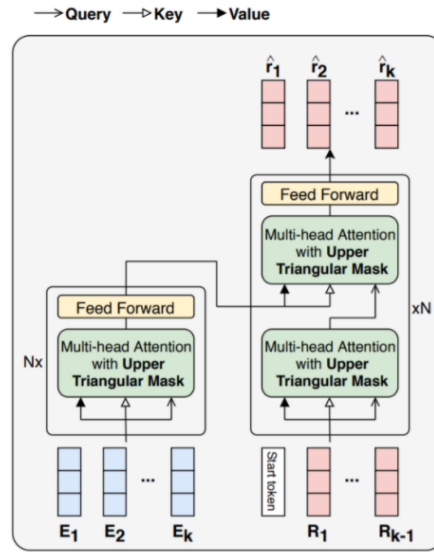 Query Key Value
r̂1 r̂2 ... r̂k
Feed Forward
Multi-head Attention
with Upper
Triangular Mask
xN
Feed Forward
Multi-head Attention
with Upper
Triangular Mask
Nx
Multi-head Attention
with Upper
Triangular Mask
... Start token ...
E1 E2 Ek R1 Rk-1